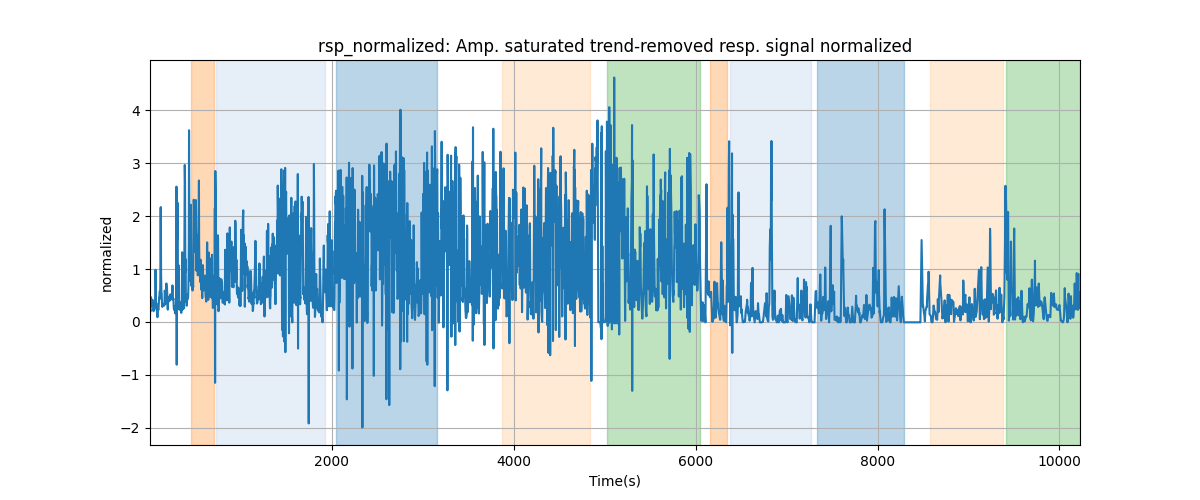 rsp_normalized: Amp. saturated trend-removed resp. signal normalized
4
3
2
1
0
−1
−2
normalized
2000 4000 6000 8000 10000
Time(s)